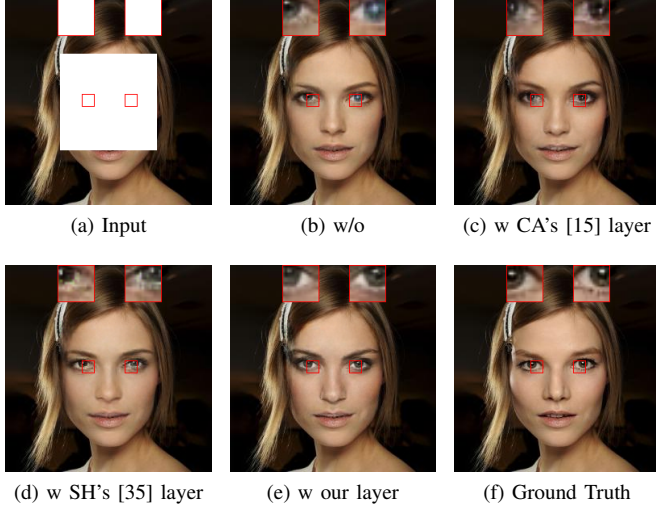 (a) Input
(b) w/o
(c) w CA's [15] layer
(d) w SH's [35] layer
(e) w our layer
(f) Ground Truth